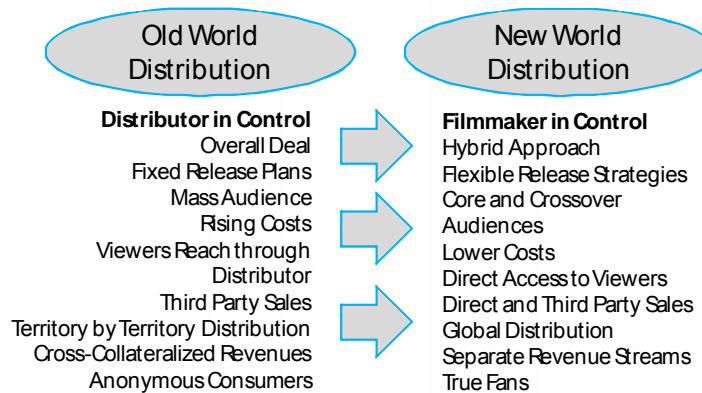 Old World
Distribution
New World
Distribution
Distributor in Control
Overall Deal
Fixed Release Plans
Mass Audience
Rising Costs
Viewers Reach through
Distributor
Third Party Sales
Territory by Territory Distribution
Cross-Collateralized Revenues
Anonymous Consumers
Filmmaker in Control
Hybrid Approach
Flexible Release Strategies
Core and Crossover
Audiences
Lower Costs
Direct Access to Viewers
Direct and Third Party Sales
Global Distribution
Separate Revenue Streams
True Fans